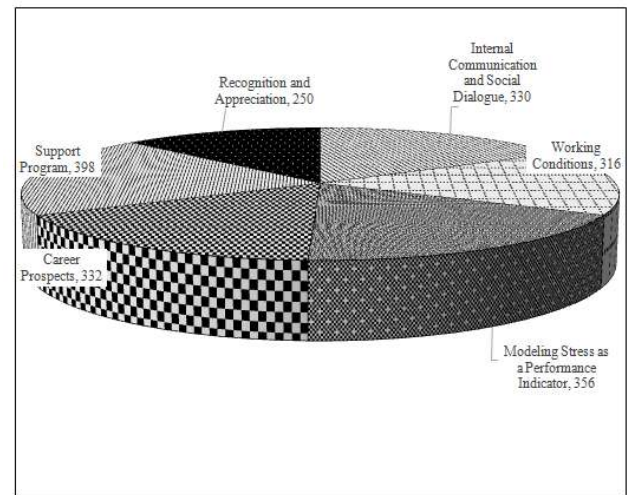 Internal
Communication
and Social
Dialogue, 330
Recognition and
Appreciation, 250
Support
Program, 398
Working
Conditions, 316
Career
Prospects, 332
Modeling Stress as
a Performance
Indicator, 356